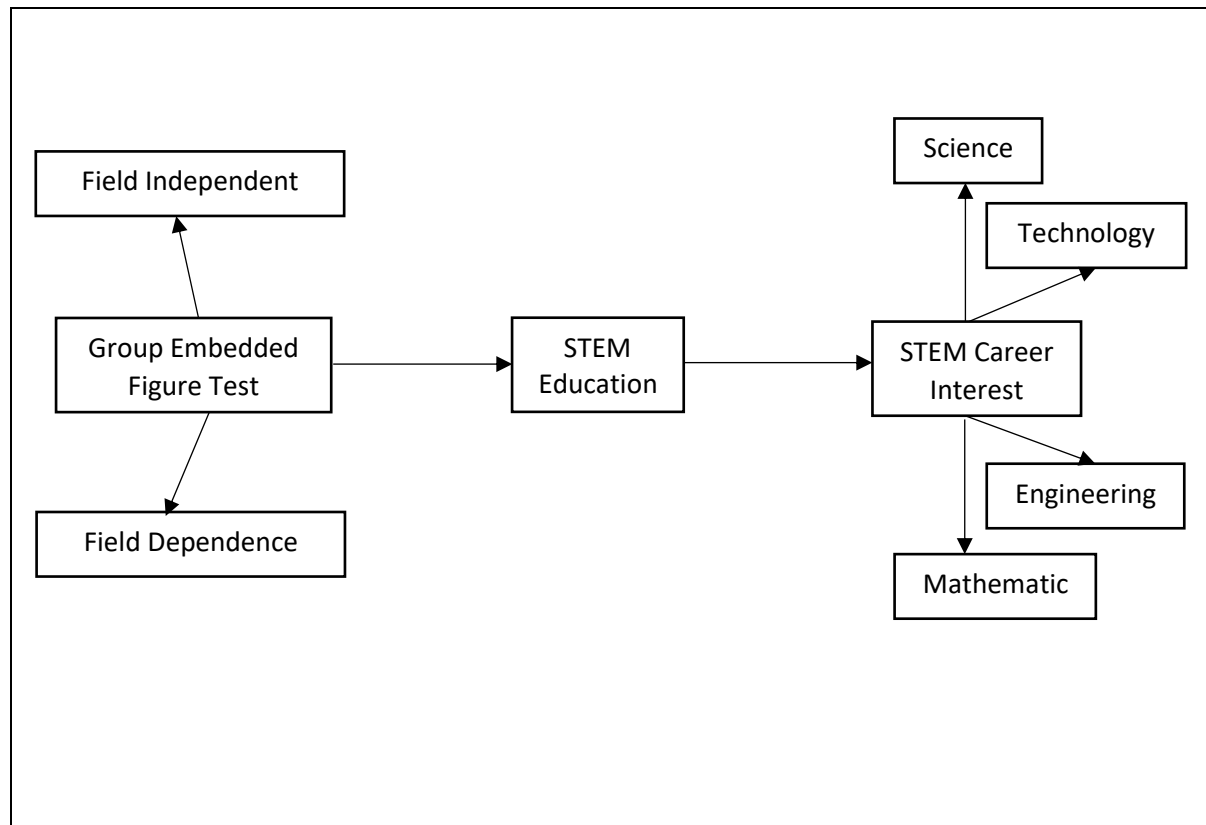 Science
Field Independent
Technology
Group Embedded
Figure Test
STEM
Education
STEM Career
Interest
Engineering
Field Dependence
Mathematic